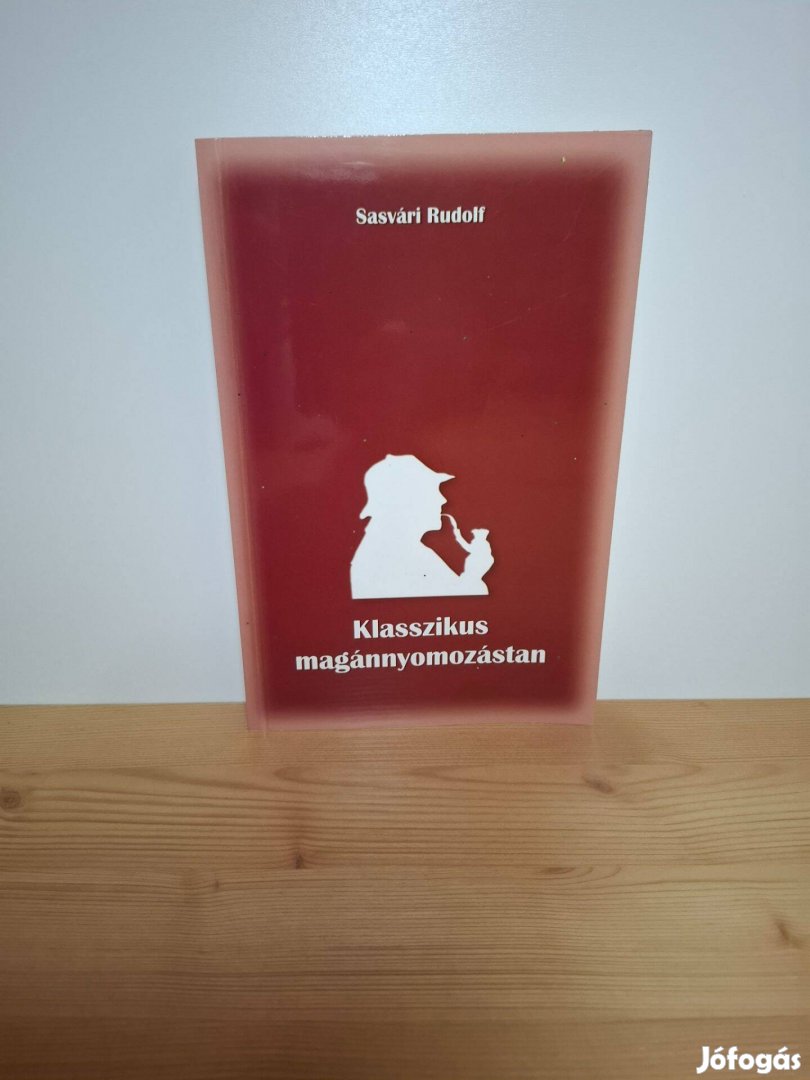 Sasvári Rudolf
Klasszikus
magánnyomozástan
Jófogás